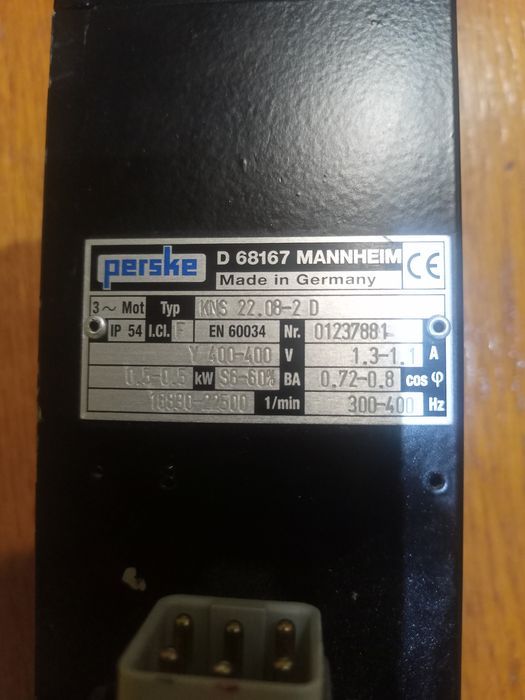 perske
D 68167 MANNHEIM
CE
Made in Germany
3~ Mot Typ KNS 22.08-2 D
IP 54 I.Cl. F EN 60034 Nr. 01237881
Y 400-400 V 1.3-1.1 A
0.5-0.5 kW S6-60% BA 0.72-0.8 cos φ
1/min 300-400 Hz